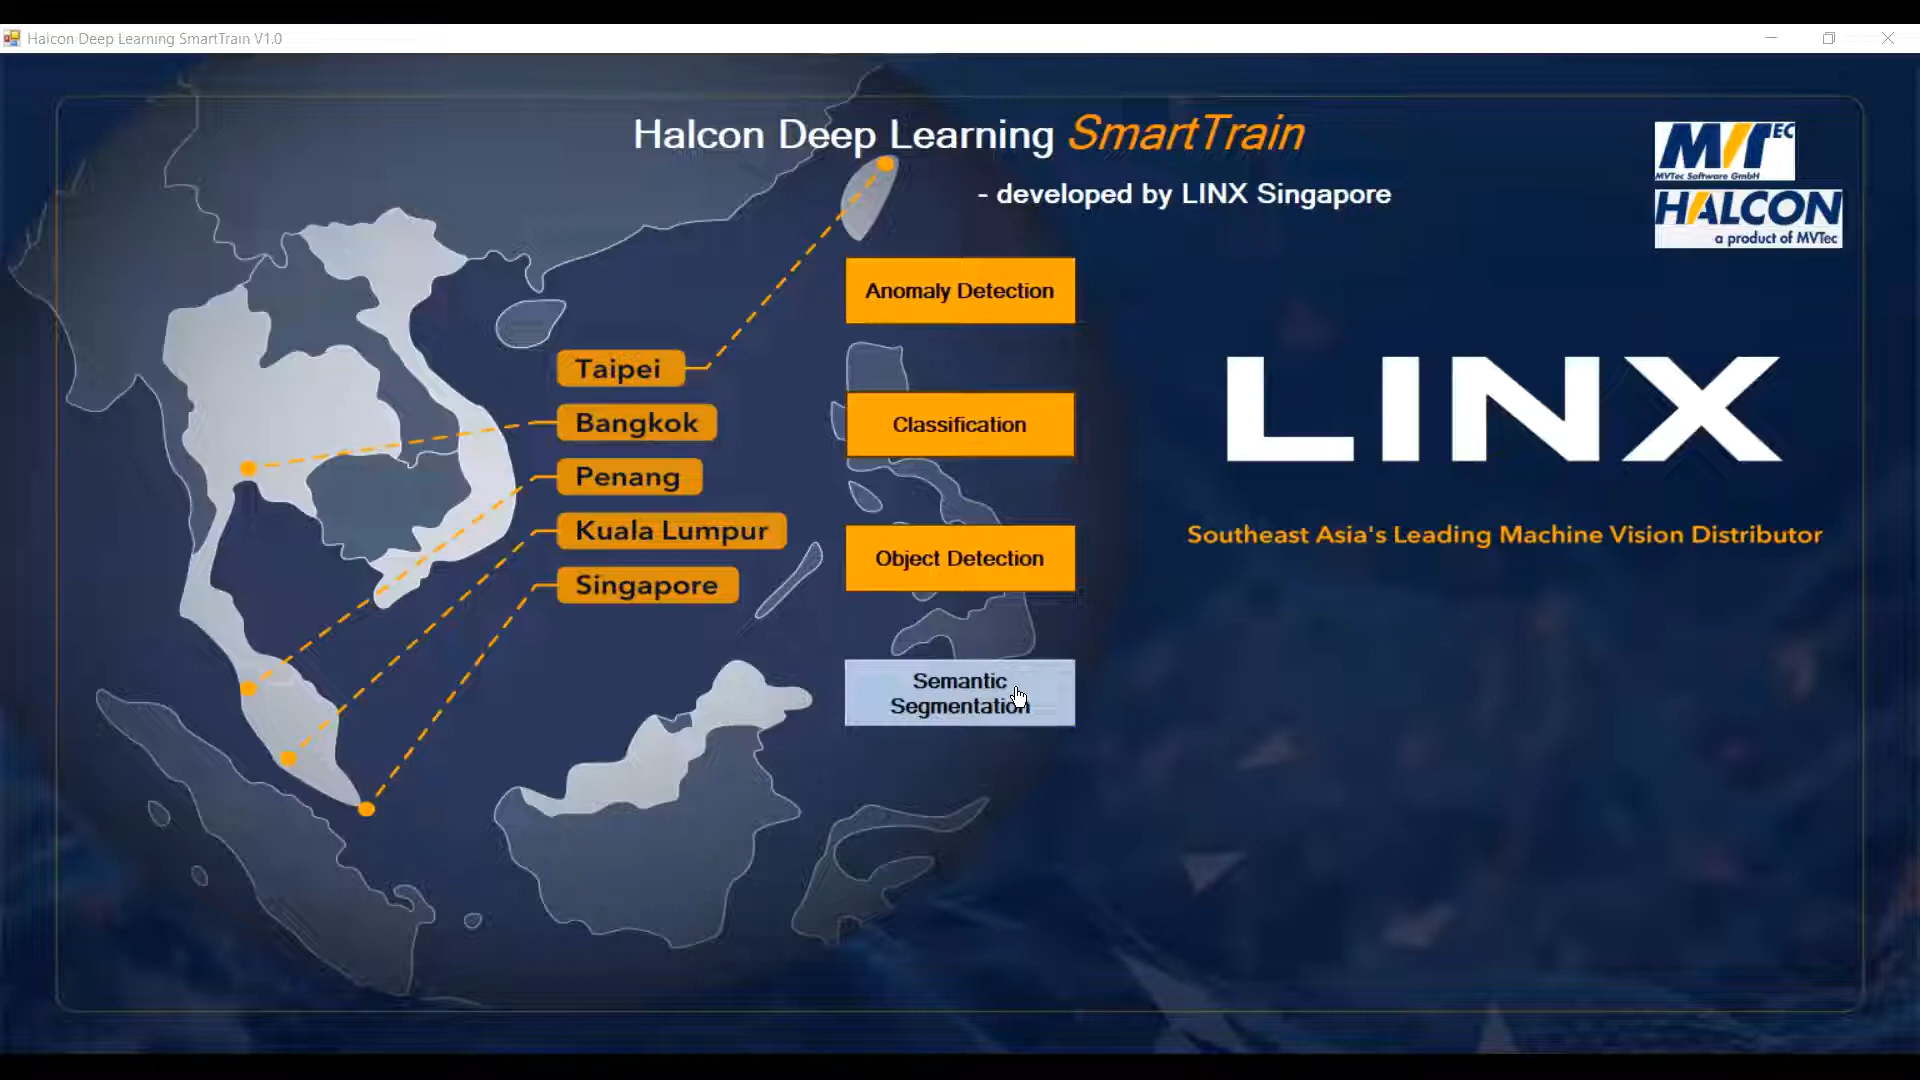 Halcon Deep Learning SmartTrain V1.0
Halcon Deep Learning SmartTrain
- developed by LINX Singapore
MVTEC
MVTec Software GmbH
HALCON
a product of MVTec
Anomaly Detection
Taipei
Bangkok
Penang
Kuala Lumpur
Singapore
Classification
Object Detection
Semantic
Segmentation
LINX
Southeast Asia's Leading Machine Vision Distributor